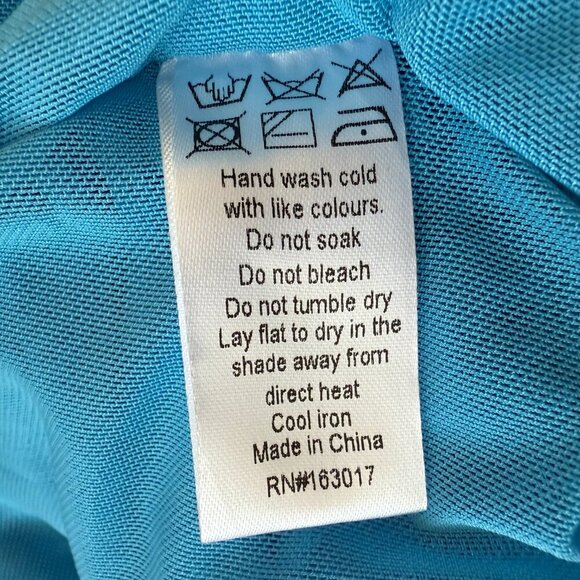 Hand wash cold
with like colours.
Do not soak
Do not bleach
Do not tumble dry
Lay flat to dry in the
shade away from
direct heat
Cool iron
Made in China
RN#163017